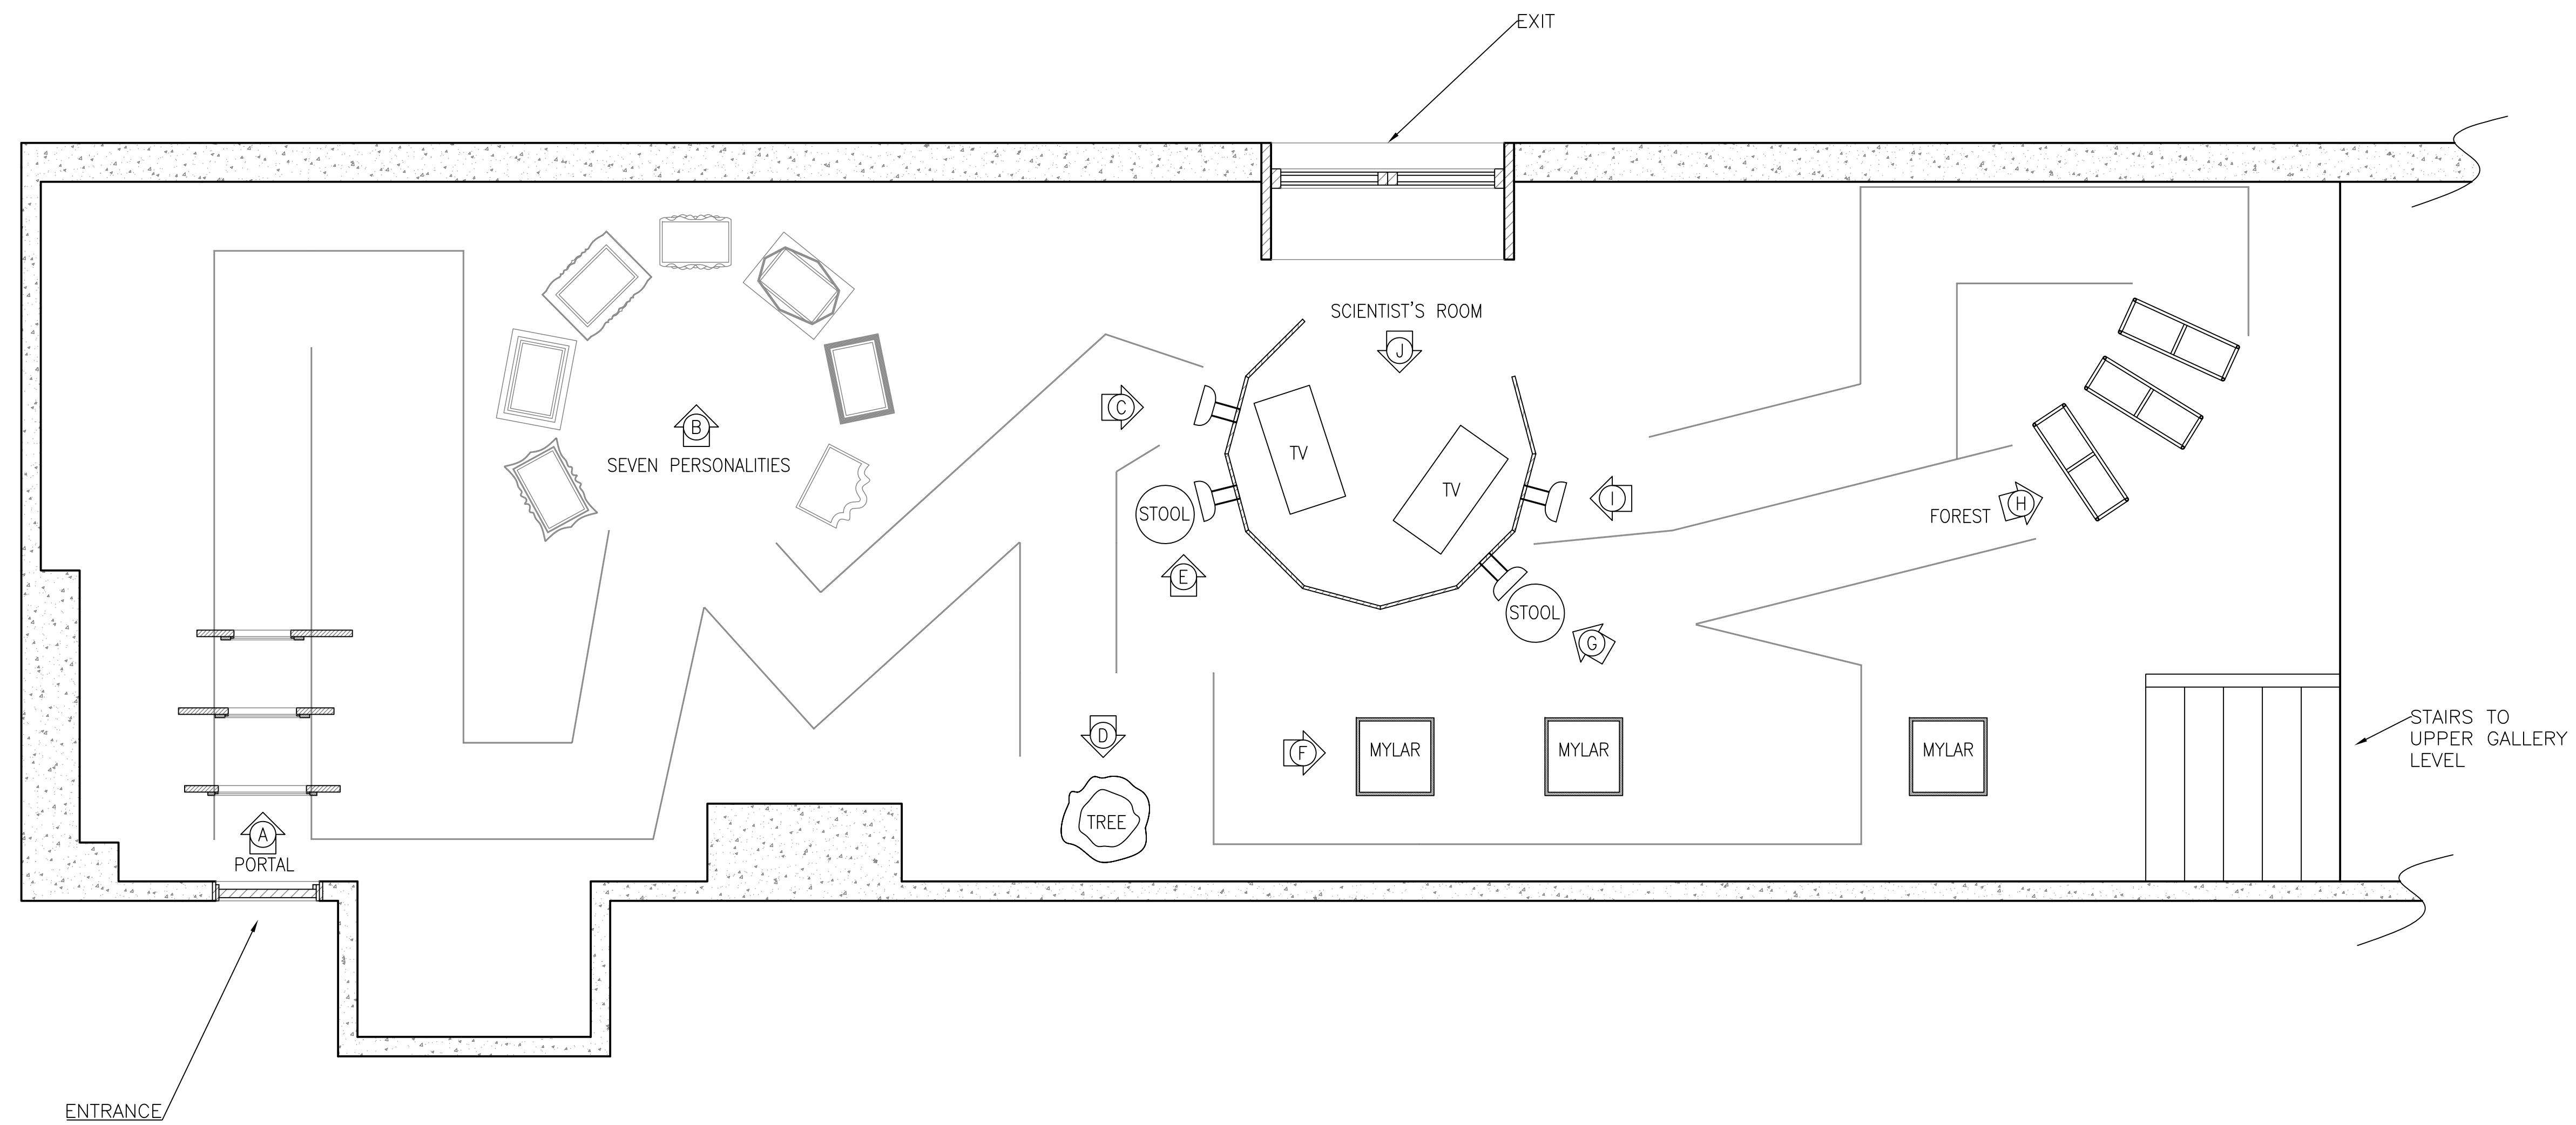 EXIT
SCIENTIST'S ROOM
J
C
B
SEVEN PERSONALITIES
TV
TV
STOOL
I
H
FOREST
E
STOOL
G
D
F
MYLAR
MYLAR
MYLAR
STAIRS TO
UPPER GALLERY
LEVEL
TREE
A
PORTAL
ENTRANCE